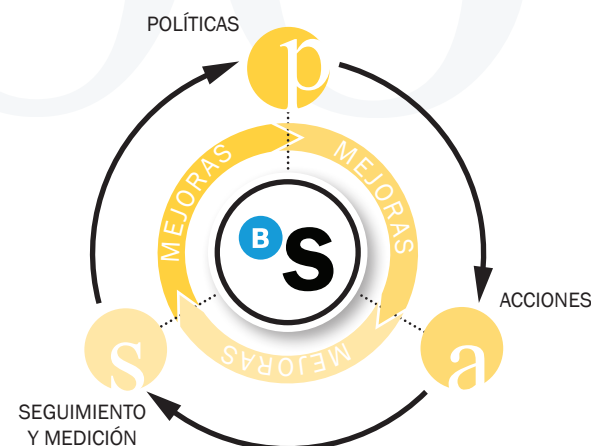 POLÍTICAS
p
MEJORAS
MEJORAS
B S
ACCIONES
a
s
MEJORAS
SEGUIMIENTO
Y MEDICIÓN